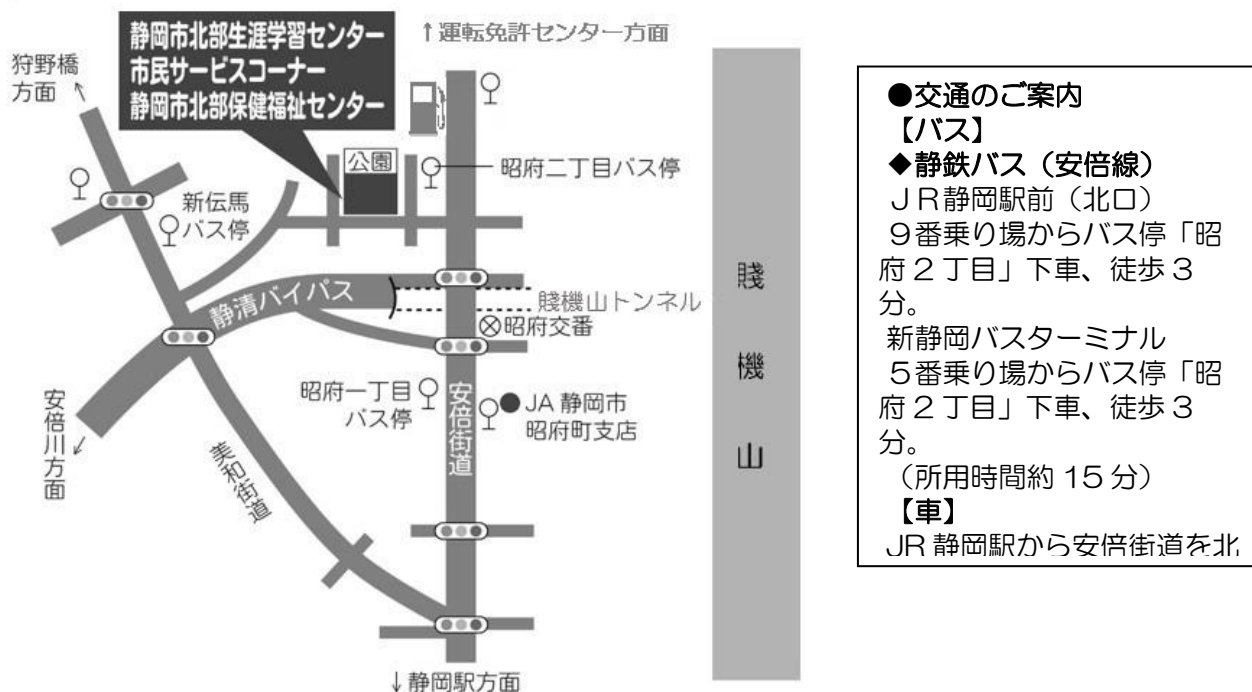 静岡市北部生涯学習センター
市民サービスコーナー
静岡市北部保健福祉センター
↑運転免許センター方面
狩野橋
方面
公園
昭府二丁目バス停
新伝馬
バス停
静清バイパス
賤機山トンネル
昭府交番
昭府一丁目
バス停
安倍街道
JA静岡市
昭府町支店
安倍川方面
美和街道
↓静岡駅方面
賤機山
●交通のご案内
【バス】
◆静鉄バス（安倍線）
ＪＲ静岡駅前（北口）
９番乗り場からバス停「昭
府２丁目」下車、徒歩３
分。
新静岡バスターミナル
５番乗り場からバス停「昭
府２丁目」下車、徒歩３
分。
（所用時間約15分）
【車】
JR静岡駅から安倍街道を北